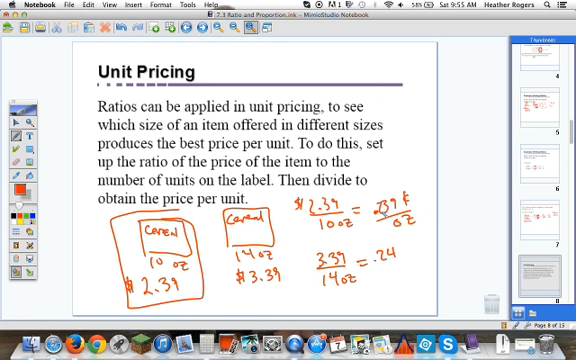 Notebook File Edit View Insert Format Tools Help 58% Sat 9:55 AM Heather Rogers
7.3 Ratio and Proportion.ink - MimioStudio
Unit Pricing
Ratios can be applied in unit pricing, to see
which size of an item offered in different sizes
produces the best price per unit. To do this, set
up the ratio of the price of the item to the
number of units on the label. Then divide to
obtain the price per unit.
cereal
10 oz
$ 2.39
cereal
14 oz
$3.39
$2.39 / 10 oz = .239 / oz
3.39 / 14 oz = .24
4
5
6
7
8
Page 8 of 15